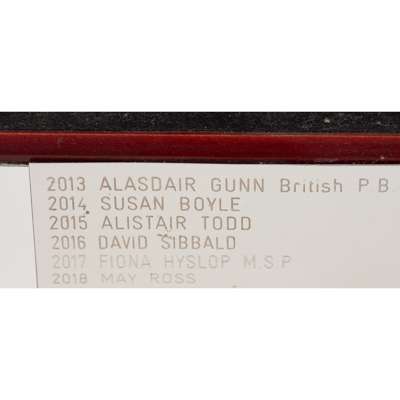 2013 ALASDAIR GUNN British P B.
2014 SUSAN BOYLE
2015 ALISTAIR TODD
2016 DAVID SIBBALD
2017 FIONA HYSLOP M.S.P
2018 MAY ROSS